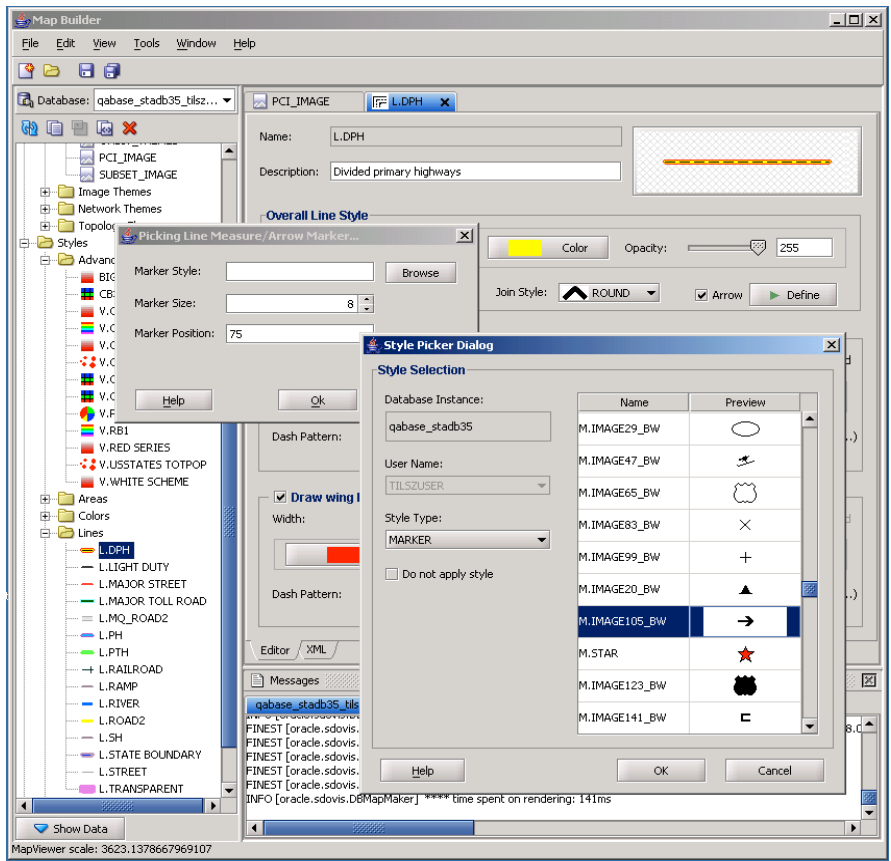 Map Builder
File Edit View Tools Window Help
Database: qabase_stadb35_tilsz...
PCI_IMAGE
SUBSET_IMAGE
Image Themes
Network Themes
Styles
V.RB1
V.RED SERIES
V.USSTATES TOTPOP
V.WHITE SCHEME
Areas
Colors
Lines
L.DPH
L.LIGHT DUTY
L.MAJOR STREET
L.MAJOR TOLL ROAD
L.MQ_ROAD2
L.PH
L.PTH
L.RAILROAD
L.RAMP
L.RIVER
L.ROAD2
L.SH
L.STATE BOUNDARY
L.STREET
L.TRANSPARENT
Show Data
MapViewer scale: 3623.1378667969107
PCI_IMAGE L.DPH
Name: L.DPH
Description: Divided primary highways
Overall Line Style
Color Opacity: 255
Join Style: ROUND Arrow Define
Dash Pattern:
Draw wing
Width:
Dash Pattern:
Editor XML
Messages
qabase_stadb35_tils
FINEST [oracle.sdovis.
FINEST [oracle.sdovis.
FINEST [oracle.sdovis.
FINEST [oracle.sdovis.
FINEST [oracle.sdovis.
INFO [oracle.sdovis.DBMapMaker] **** time spent on rendering: 141ms
Picking Line Measure/Arrow Marker...
Marker Style: Browse
Marker Size: 8
Marker Position: 75
Help Ok
Style Picker Dialog
Style Selection
Database Instance:
qabase_stadb35
User Name:
TILSZUSER
Style Type:
MARKER
Do not apply style
Name Preview
M.IMAGE29_BW
M.IMAGE47_BW
M.IMAGE65_BW
M.IMAGE83_BW
M.IMAGE99_BW
M.IMAGE20_BW
M.IMAGE105_BW
M.STAR
M.IMAGE123_BW
M.IMAGE141_BW
Help OK Cancel